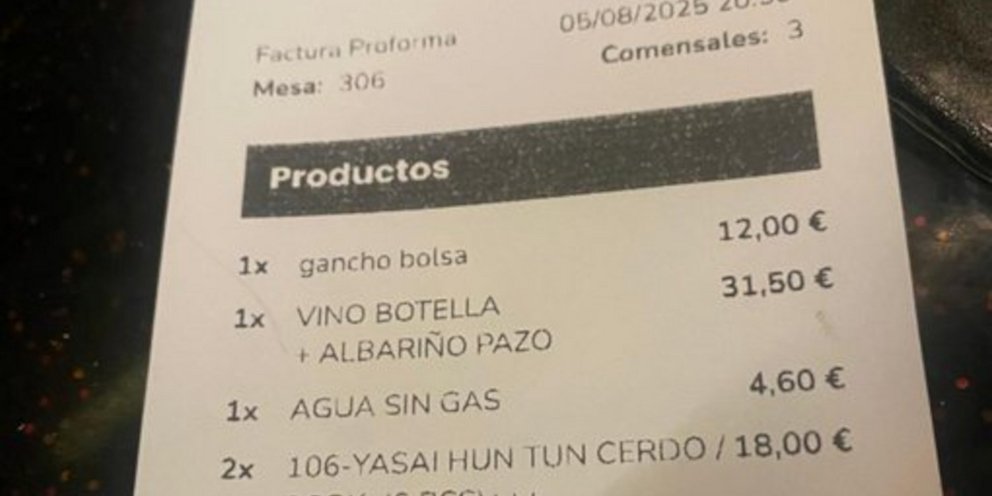 05/08/2025
Factura Proforma
Comensales: 3
Mesa: 306
Productos
1x gancho bolsa 12,00 €
1x VINO BOTELLA 31,50 €
+ ALBARIÑO PAZO
1x AGUA SIN GAS 4,60 €
2x 106-YASAI HUN TUN CERDO / 18,00 €